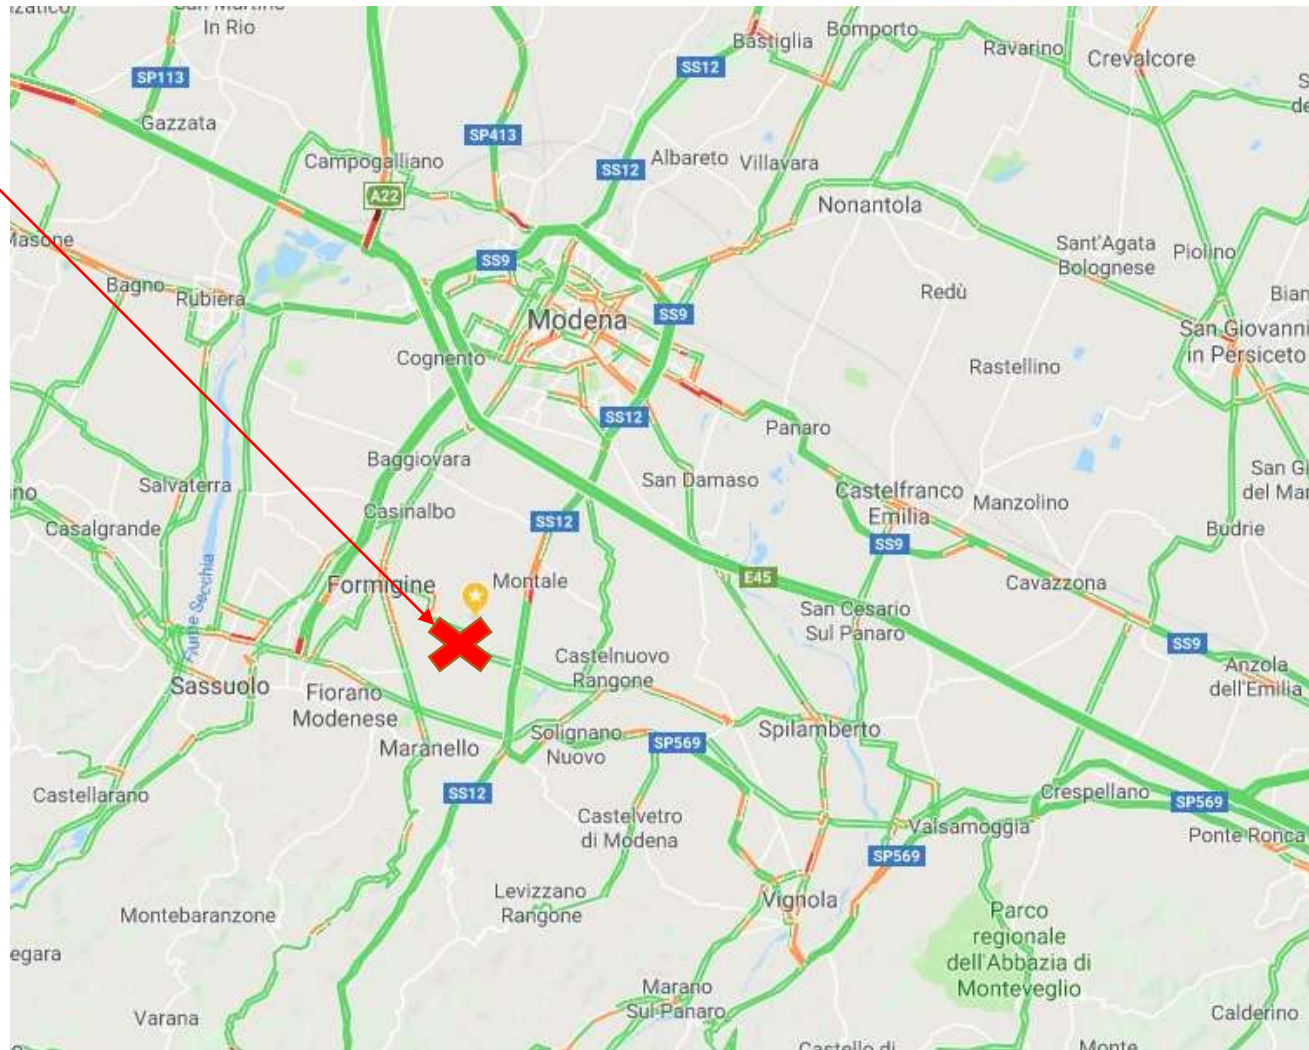 In Rio
Bastiglia
Bomporto
Ravarino
Crevalcore
SP113
SS12
Gazzata
SP413
Campogalliano
SS12
Albareto
Villavara
A22
Nonantola
Masone
SS9
Sant'Agata
Bolognese
Piolino
Bagno
Rubiera
Redù
Modena
SS9
San Giovanni
in Persiceto
Cognento
Rastellino
SS12
Panaro
Baggiovara
San Damaso
Salvaterra
Castelfranco
Emilia
Manzolino
Casinalbo
Casalgrande
SS12
Budrie
SS9
Fiume Secchia
Formigine
Montale
E45
Cavazzona
San Cesario
Sul Panaro
SS9
Castelnuovo
Rangone
Anzola
dell'Emilia
Sassuolo
Fiorano
Modenese
Maranello
Solignano
Nuovo
SP569
Spilamberto
Castellarano
SS12
Crespellano
SP569
Castelvetro
di Modena
Valsamoggia
Ponte Ronca
SP569
Levizzano
Rangone
Vignola
Montebaranzone
Parco
regionale
dell'Abbazia di
Monteveglio
egara
Marano
Sul Panaro
Varana
Calderino
Castello di
Monte